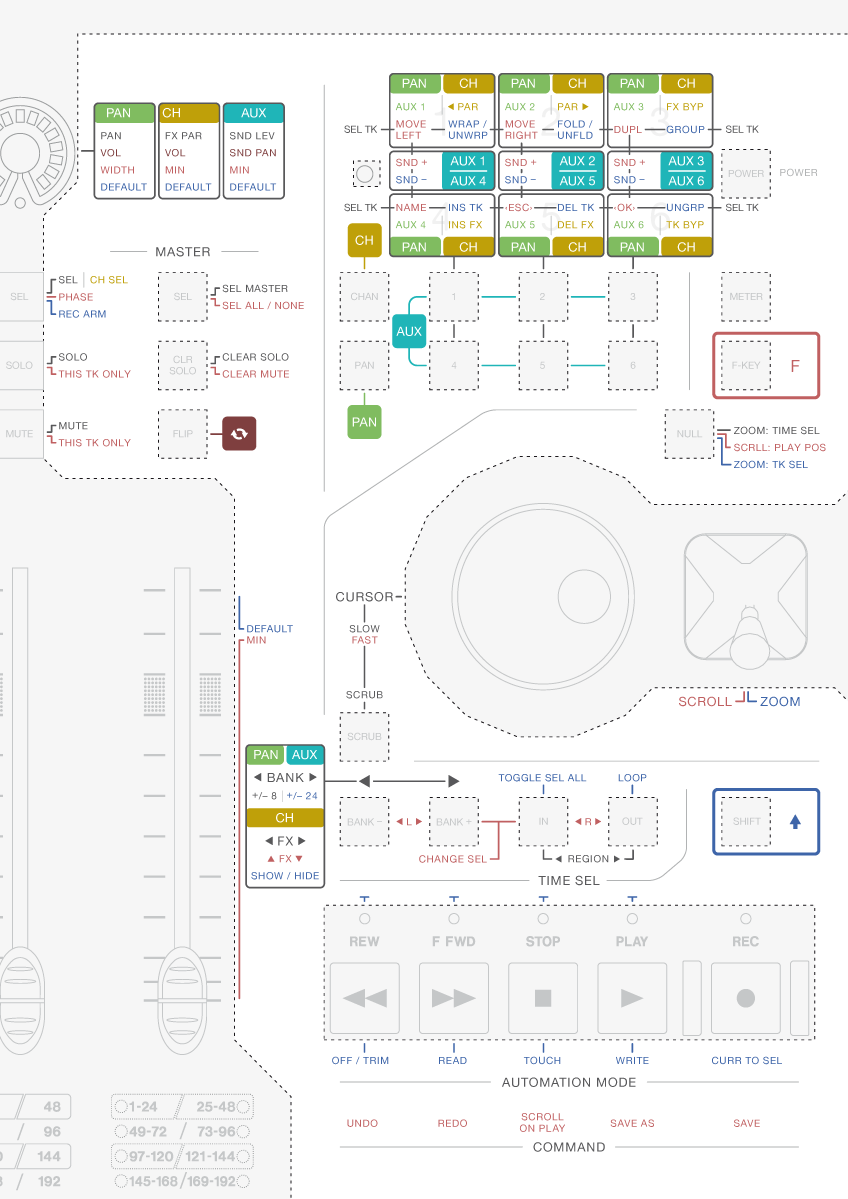 PAN CH AUX
PAN FX PAR SND LEV
VOL VOL SND PAN
WIDTH MIN MIN
DEFAULT DEFAULT DEFAULT
PAN CH PAN CH PAN CH
AUX 1 ◀ PAR AUX 2 PAR ▶ AUX 3 FX BYP
1 2 3
SEL TK MOVE LEFT WRAP / UNWRP MOVE RIGHT FOLD / UNFLD DUPL GROUP SEL TK
SND + AUX 1 SND + AUX 2 SND + AUX 3
SND – AUX 4 SND – AUX 5 SND – AUX 6
POWER POWER
SEL TK NAME INS TK ESC DEL TK OK UNGRP SEL TK
4 5 6
AUX 4 INS FX AUX 5 DEL FX AUX 6 TK BYP
PAN CH PAN CH PAN CH
CH
MASTER
SEL SEL CH SEL
PHASE
REC ARM
SEL SEL MASTER
SEL ALL / NONE
CHAN 1 2 3 METER
AUX
SOLO SOLO
THIS TK ONLY
CLR SOLO CLEAR SOLO
CLEAR MUTE
PAN 4 5 6 F-KEY F
PAN
MUTE MUTE
THIS TK ONLY
FLIP
NULL ZOOM: TIME SEL
SCRLL: PLAY POS
ZOOM: TK SEL
CURSOR
SLOW
FAST
DEFAULT
MIN
SCRUB
SCROLL ZOOM
SCRUB
PAN AUX
◀ BANK ▶
+/– 8 +/– 24
CH
◀ FX ▶
▲ FX ▼
SHOW / HIDE
TOGGLE SEL ALL LOOP
BANK – ◀ L ▶ BANK + IN ◀ R ▶ OUT SHIFT
CHANGE SEL ◀ REGION ▶
TIME SEL
REW F FWD STOP PLAY REC
OFF / TRIM READ TOUCH WRITE CURR TO SEL
AUTOMATION MODE
UNDO REDO SCROLL ON PLAY SAVE AS SAVE
COMMAND
/ 48 1-24 / 25-48
/ 96 49-72 / 73-96
/ 144 97-120 / 121-144
/ 192 145-168 / 169-192